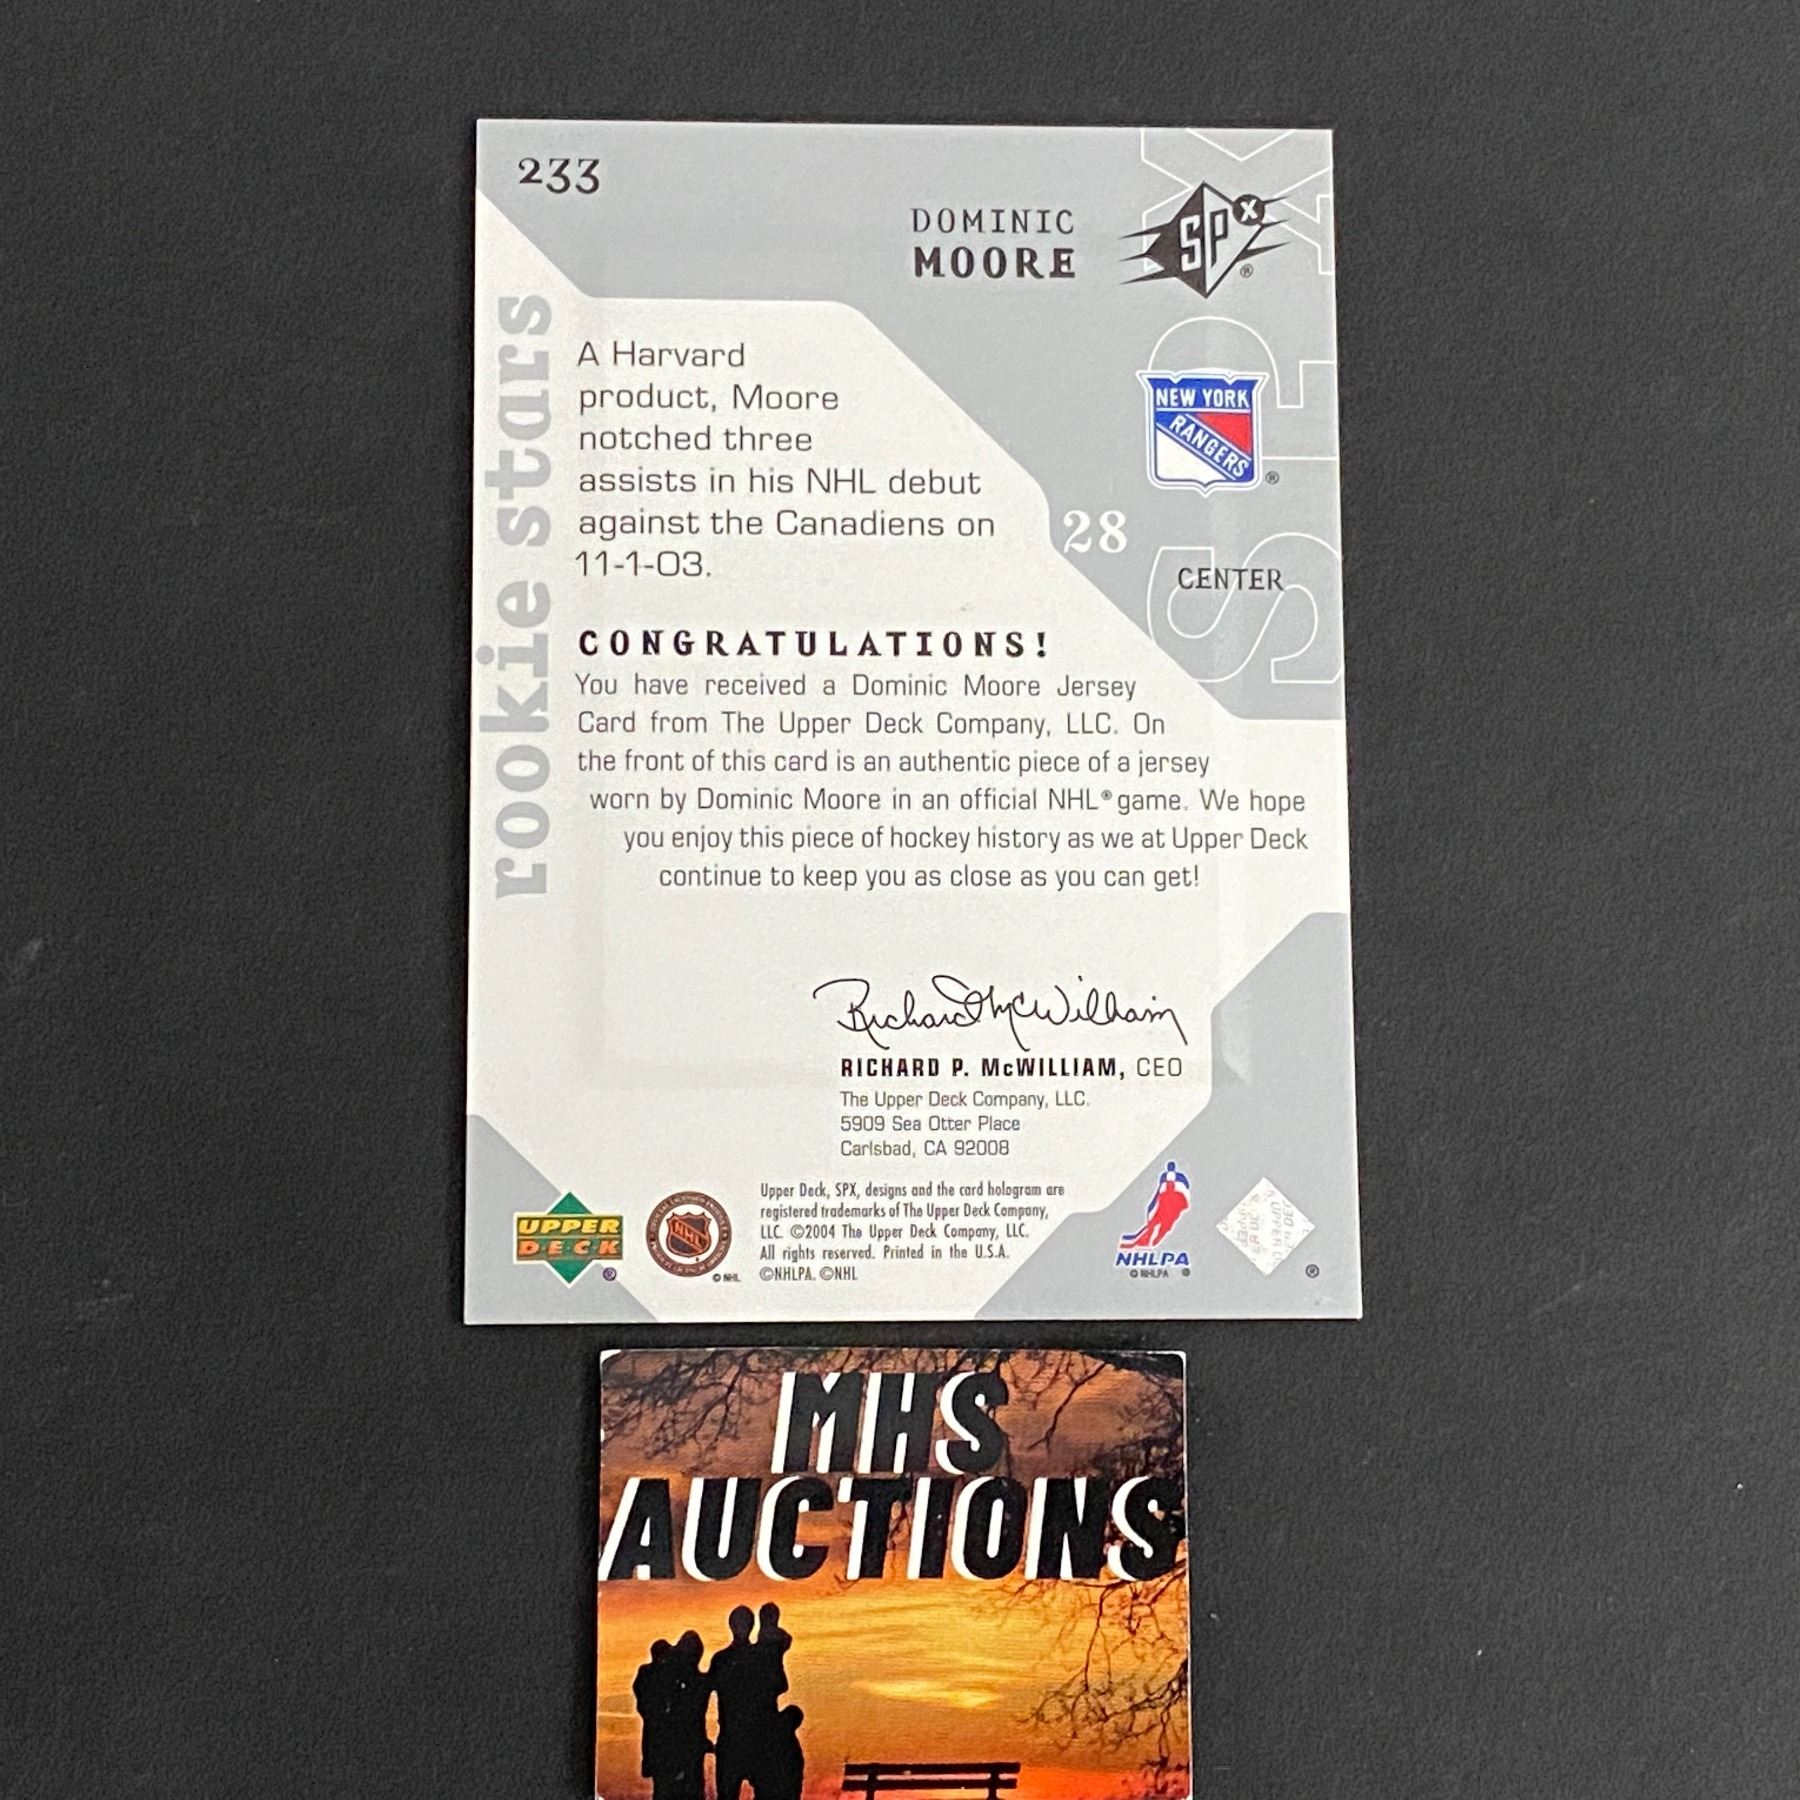 233
DOMINIC
MOORE
SPX
®
SPX
rookie stars
A Harvard
product, Moore
notched three
assists in his NHL debut
against the Canadiens on
11-1-03.
NEW YORK
RANGERS
®
28
CENTER
CONGRATULATIONS!
You have received a Dominic Moore Jersey
Card from The Upper Deck Company, LLC. On
the front of this card is an authentic piece of a jersey
worn by Dominic Moore in an official NHL® game. We hope
you enjoy this piece of hockey history as we at Upper Deck
continue to keep you as close as you can get!
Richard McWilliam
RICHARD P. McWILLIAM, CEO
The Upper Deck Company, LLC.
5909 Sea Otter Place
Carlsbad, CA 92008
UPPER
DECK
®
NHL
© NHL
Upper Deck, SPX, designs and the card hologram are
registered trademarks of The Upper Deck Company,
LLC. ©2004 The Upper Deck Company, LLC.
All rights reserved. Printed in the U.S.A.
©NHLPA. ©NHL
NHLPA
© NHLPA ®
®
MHS
AUCTIONS